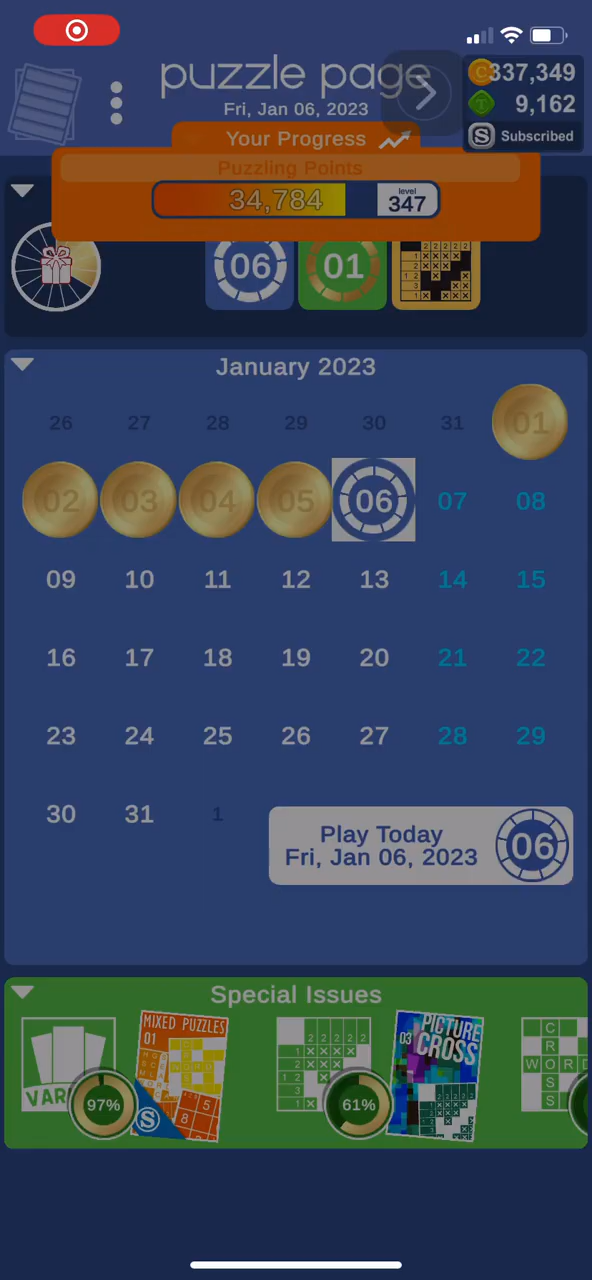 puzzle page
Fri, Jan 06, 2023
337,349
9,162
Subscribed
Your Progress
Puzzling Points
34,784
level
347
06 01
January 2023
26 27 28 29 30 31 01
02 03 04 05 06 07 08
09 10 11 12 13 14 15
16 17 18 19 20 21 22
23 24 25 26 27 28 29
30 31 1
Play Today
Fri, Jan 06, 2023
06
Special Issues
MIXED PUZZLES
01
03 PICTURE
CROSS
97%
61%